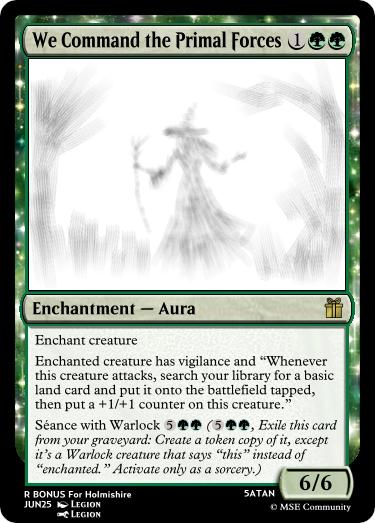 We Command the Primal Forces 1
Enchantment — Aura
Enchant creature
Enchanted creature has vigilance and “Whenever
this creature attacks, search your library for a basic
land card and put it onto the battlefield tapped,
then put a +1/+1 counter on this creature.”
Séance with Warlock 5 (5, Exile this
card from your graveyard: Create a token copy of it, except
it’s a Warlock creature that says “this” instead of
“enchanted.” Activate only as a sorcery.)
6/6
R BONUS For Holmishire
5ATAN
JUN25 Legion
Legion
© MSE Community